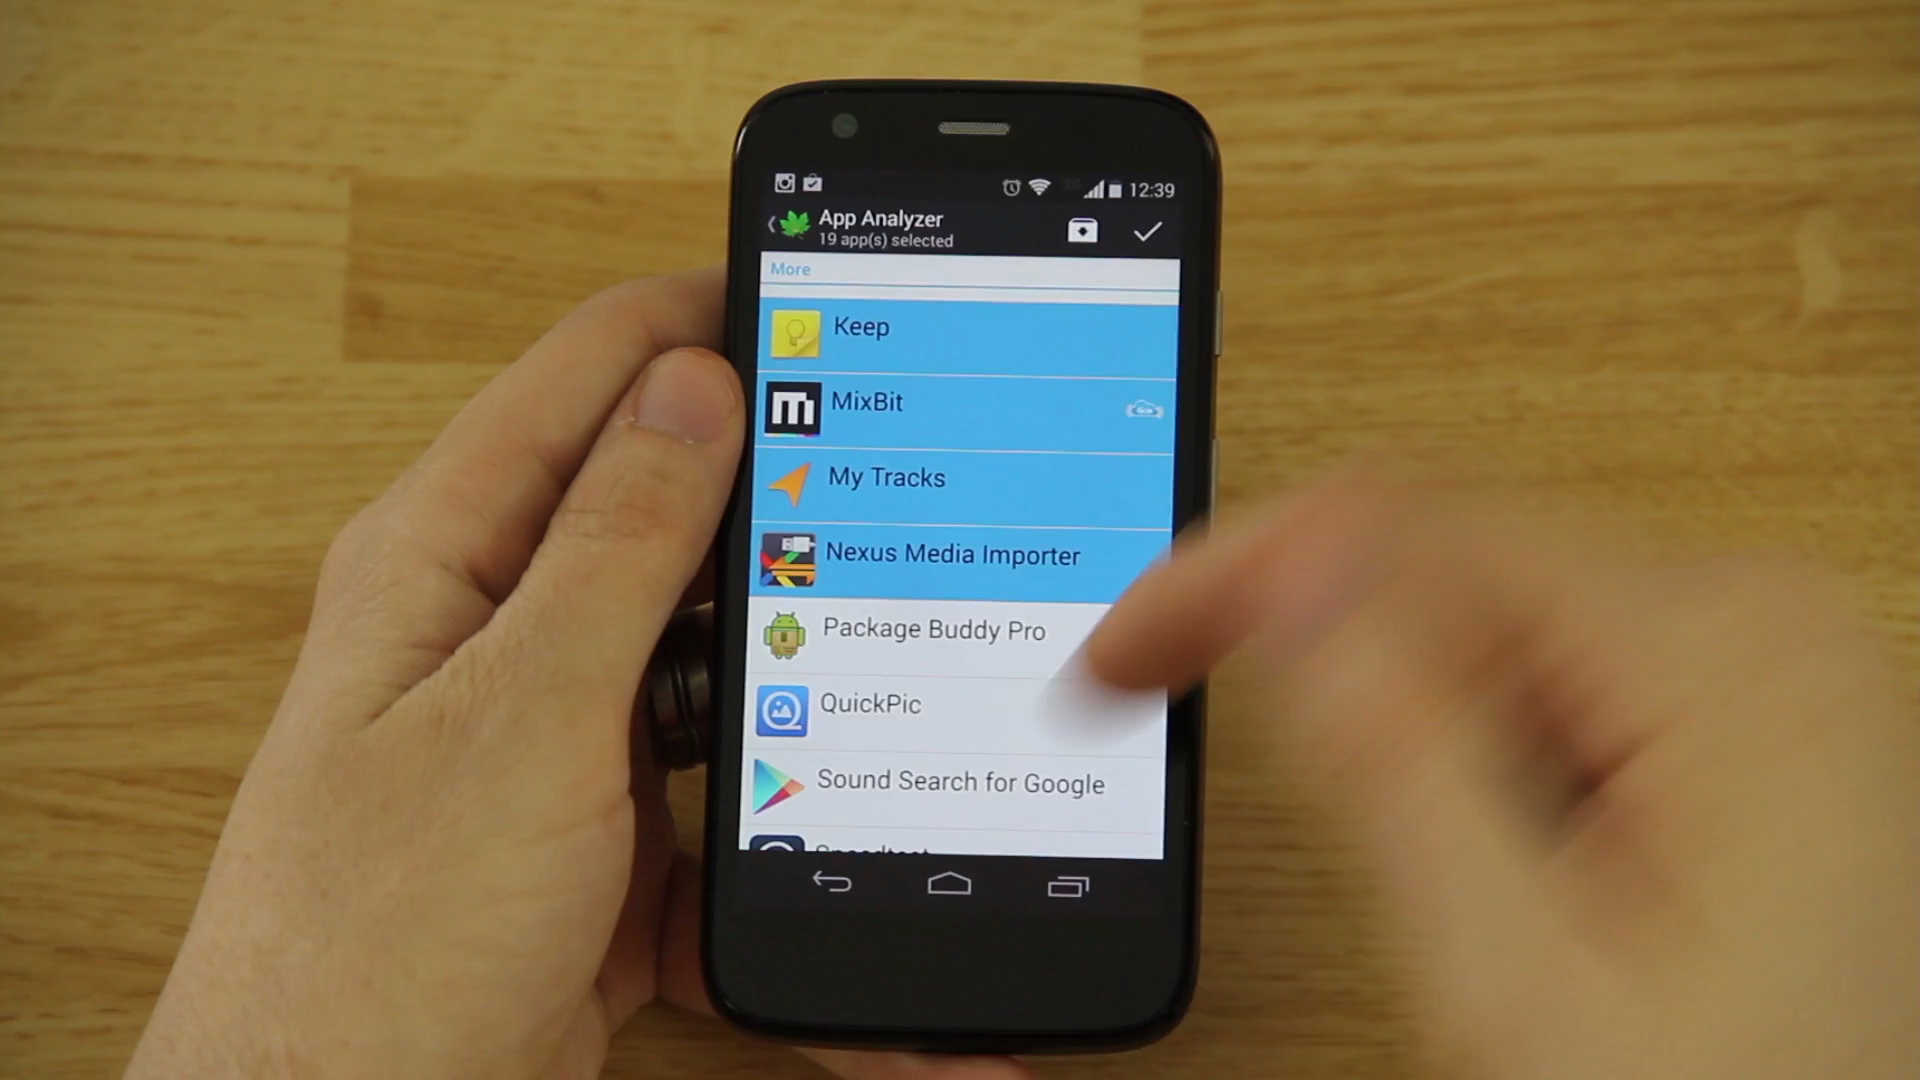 12:39
App Analyzer
19 app(s) selected
More
Keep
MixBit
My Tracks
Nexus Media Importer
Package Buddy Pro
QuickPic
Sound Search for Google
Speedtest